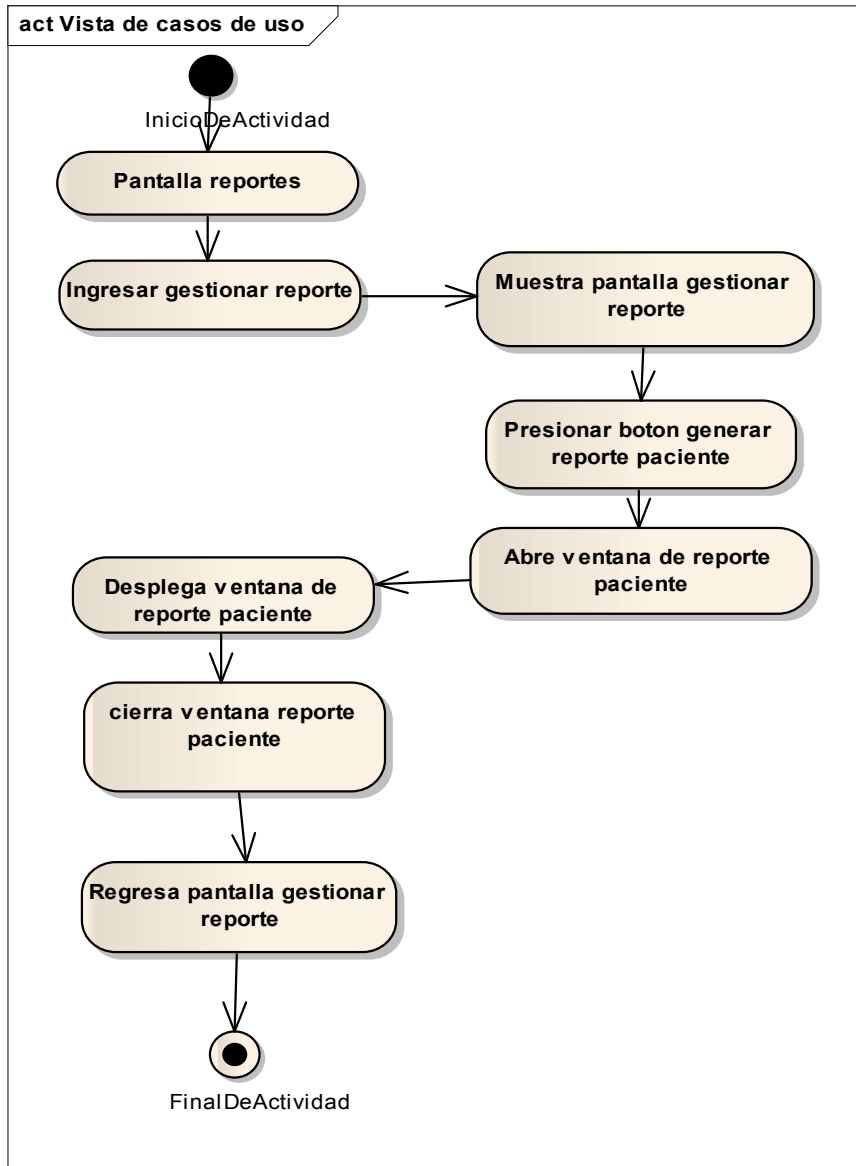 act Vista de casos de uso
InicioDeActividad
Pantalla reportes
Ingresar gestionar reporte
Muestra pantalla gestionar
reporte
Presionar boton generar
reporte paciente
Abre ventana de reporte
paciente
Desplega ventana de
reporte paciente
cierra ventana reporte
paciente
Regresa pantalla gestionar
reporte
FinalDeActividad